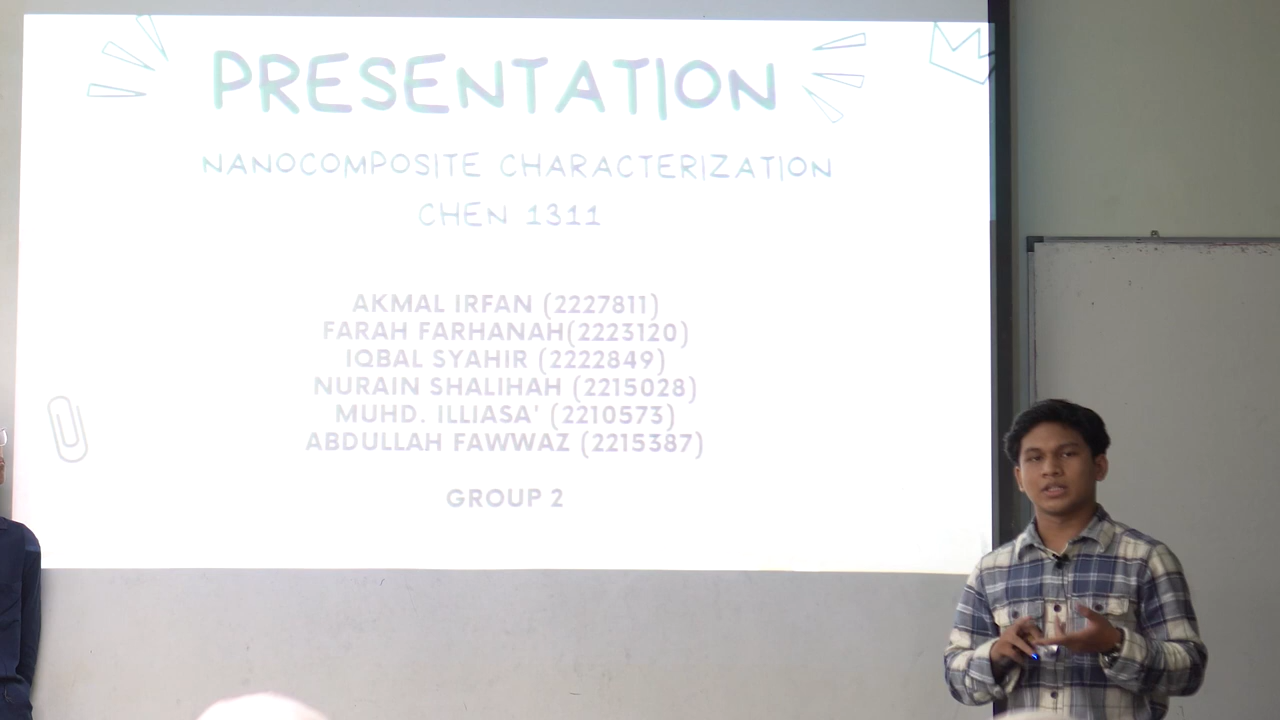 PRESENTATION
NANOCOMPOSITE CHARACTERIZATION
CHEN 1311
AKMAL IRFAN (2227811)
FARAH FARHANAH(2223120)
IQBAL SYAHIR (2222849)
NURAIN SHALIHAH (2215028)
MUHD. ILLIASA' (2210573)
ABDULLAH FAWWAZ (2215387)
GROUP 2